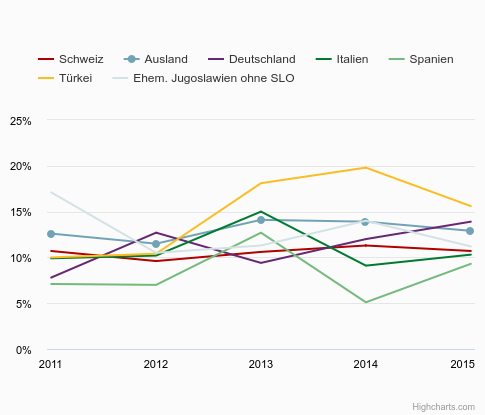 Schweiz Ausland Deutschland Italien Spanien
Türkei Ehem. Jugoslawien ohne SLO
25%
20%
15%
10%
5%
0%
2011 2012 2013 2014 2015
Highcharts.com